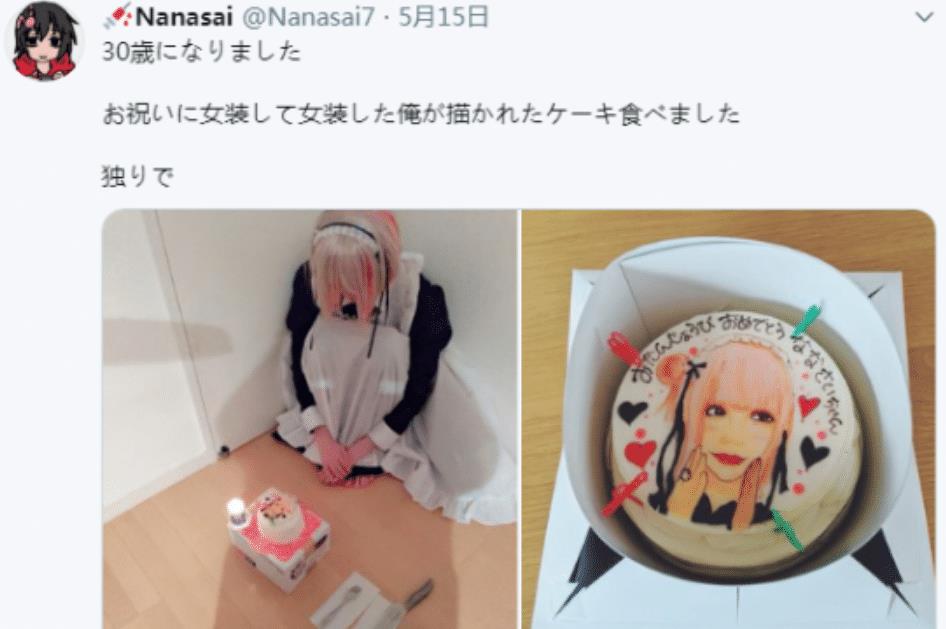 Nanasai @Nanasai7・5月15日
30歳になりました
お祝いに女装して女装した俺が描かれたケーキ食べました
独りで
おたんじょうび おめでとう ななさいちゃん